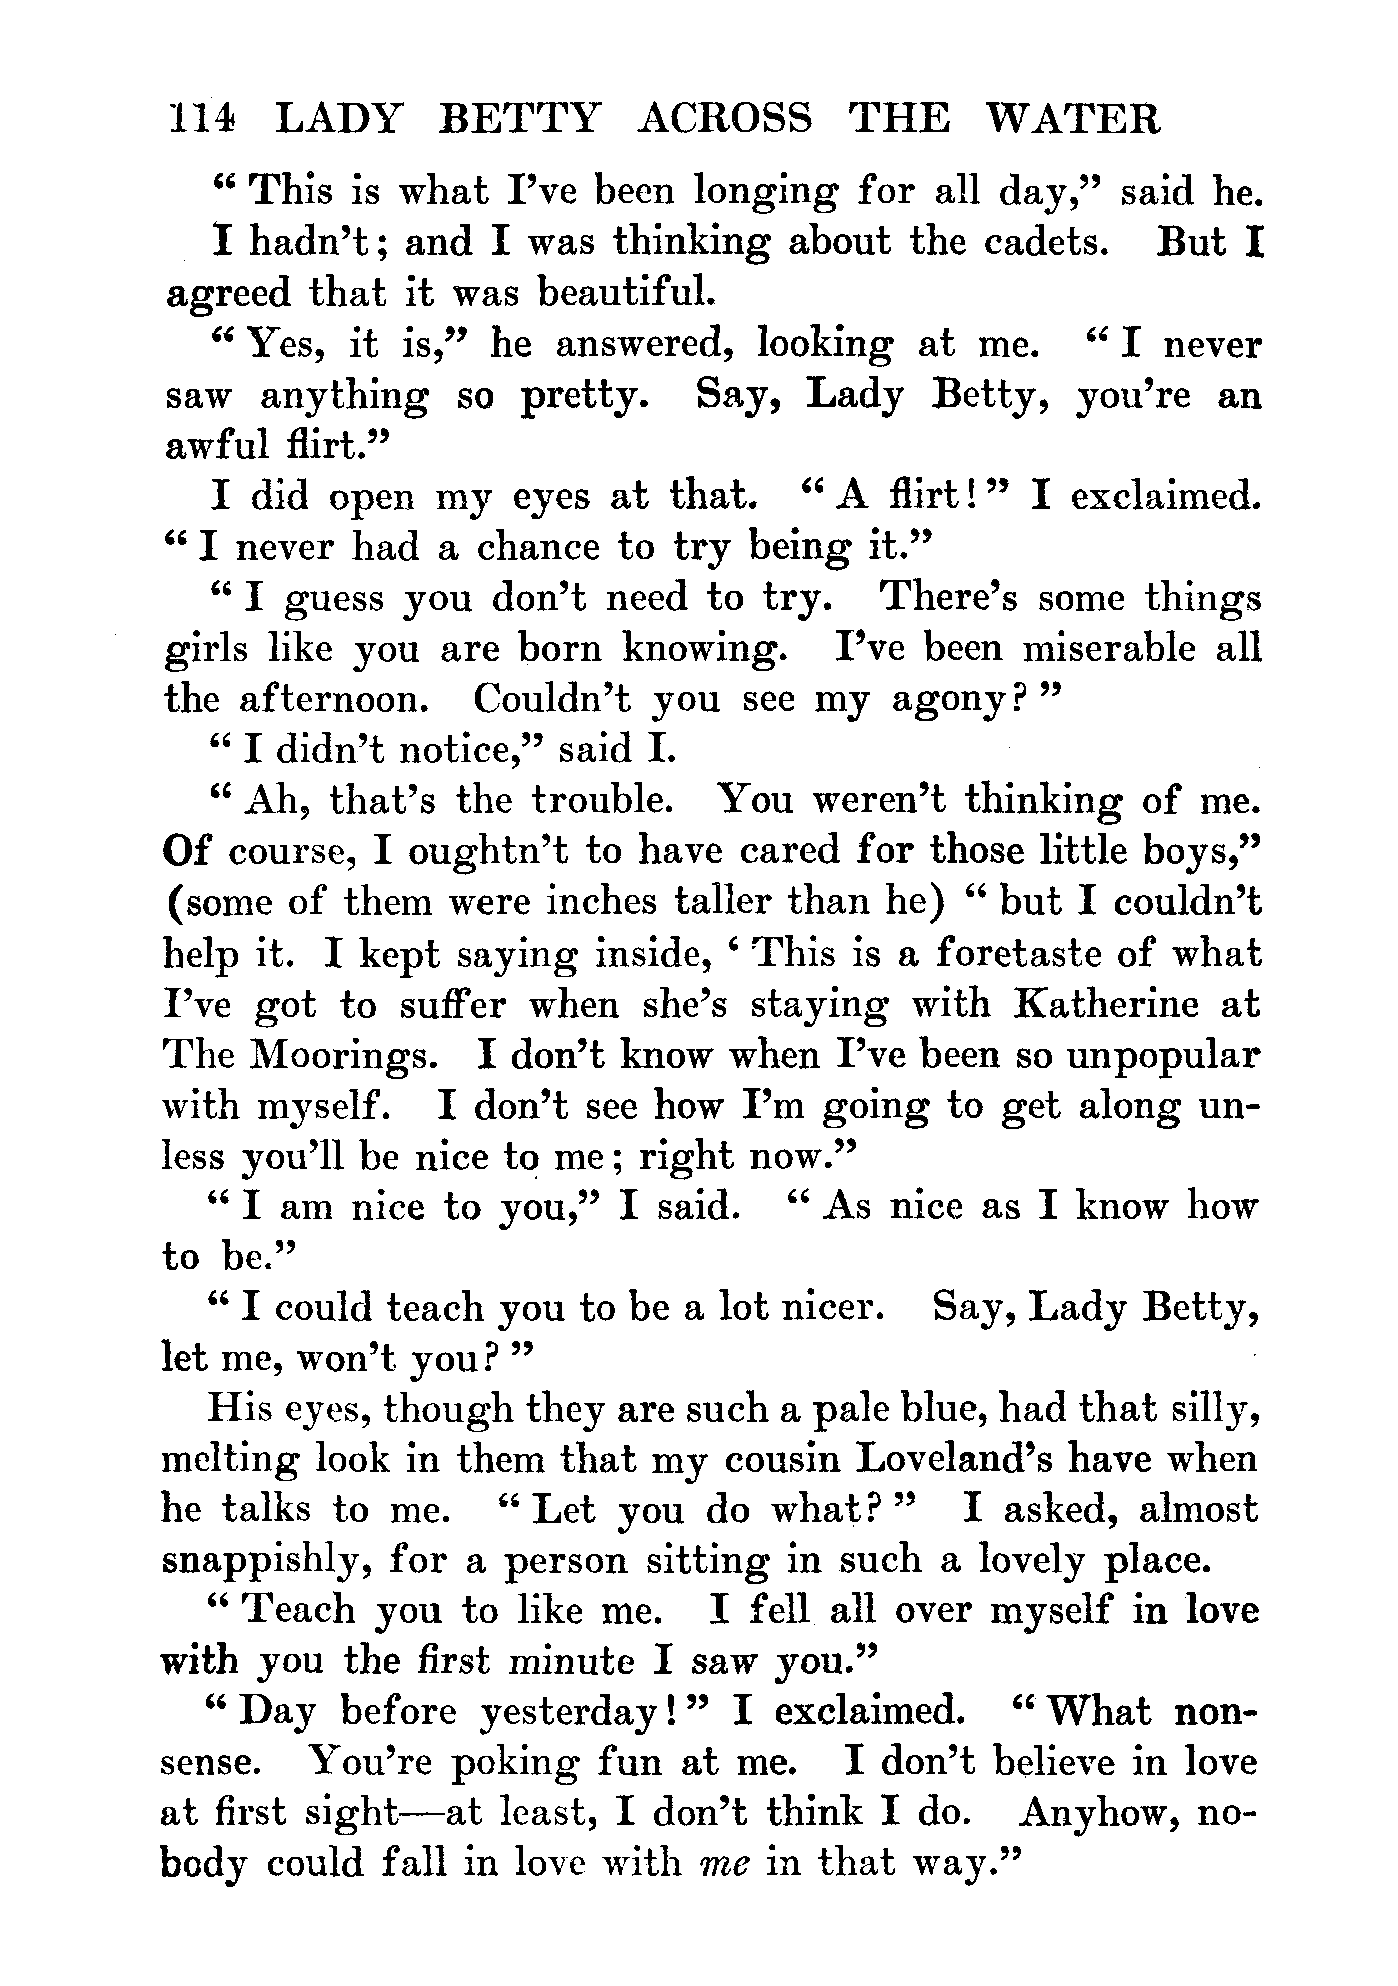 114 LADY BETTY ACROSS THE WATER
“ This is what I’ve been longing for all day,” said he.
I hadn’t; and I was thinking about the cadets. But I
agreed that it was beautiful.
“ Yes, it is,” he answered, looking at me. “ I never
saw anything so pretty. Say, Lady Betty, you’re an
awful flirt.”
I did open my eyes at that. “ A flirt! ” I exclaimed.
“ I never had a chance to try being it.”
“ I guess you don’t need to try. There’s some things
girls like you are born knowing. I’ve been miserable all
the afternoon. Couldn’t you see my agony? ”
“ I didn’t notice,” said I.
“ Ah, that’s the trouble. You weren’t thinking of me.
Of course, I oughtn’t to have cared for those little boys,”
(some of them were inches taller than he) “ but I couldn’t
help it. I kept saying inside, ‘ This is a foretaste of what
I’ve got to suffer when she’s staying with Katherine at
The Moorings. I don’t know when I’ve been so unpopular
with myself. I don’t see how I’m going to get along un-
less you’ll be nice to me; right now.”
“ I am nice to you,” I said. “ As nice as I know how
to be.”
“ I could teach you to be a lot nicer. Say, Lady Betty,
let me, won’t you? ”
His eyes, though they are such a pale blue, had that silly,
melting look in them that my cousin Loveland’s have when
he talks to me. “ Let you do what? ” I asked, almost
snappishly, for a person sitting in such a lovely place.
“ Teach you to like me. I fell all over myself in love
with you the first minute I saw you.”
“ Day before yesterday! ” I exclaimed. “ What non-
sense. You’re poking fun at me. I don’t believe in love
at first sight—at least, I don’t think I do. Anyhow, no-
body could fall in love with me in that way.”